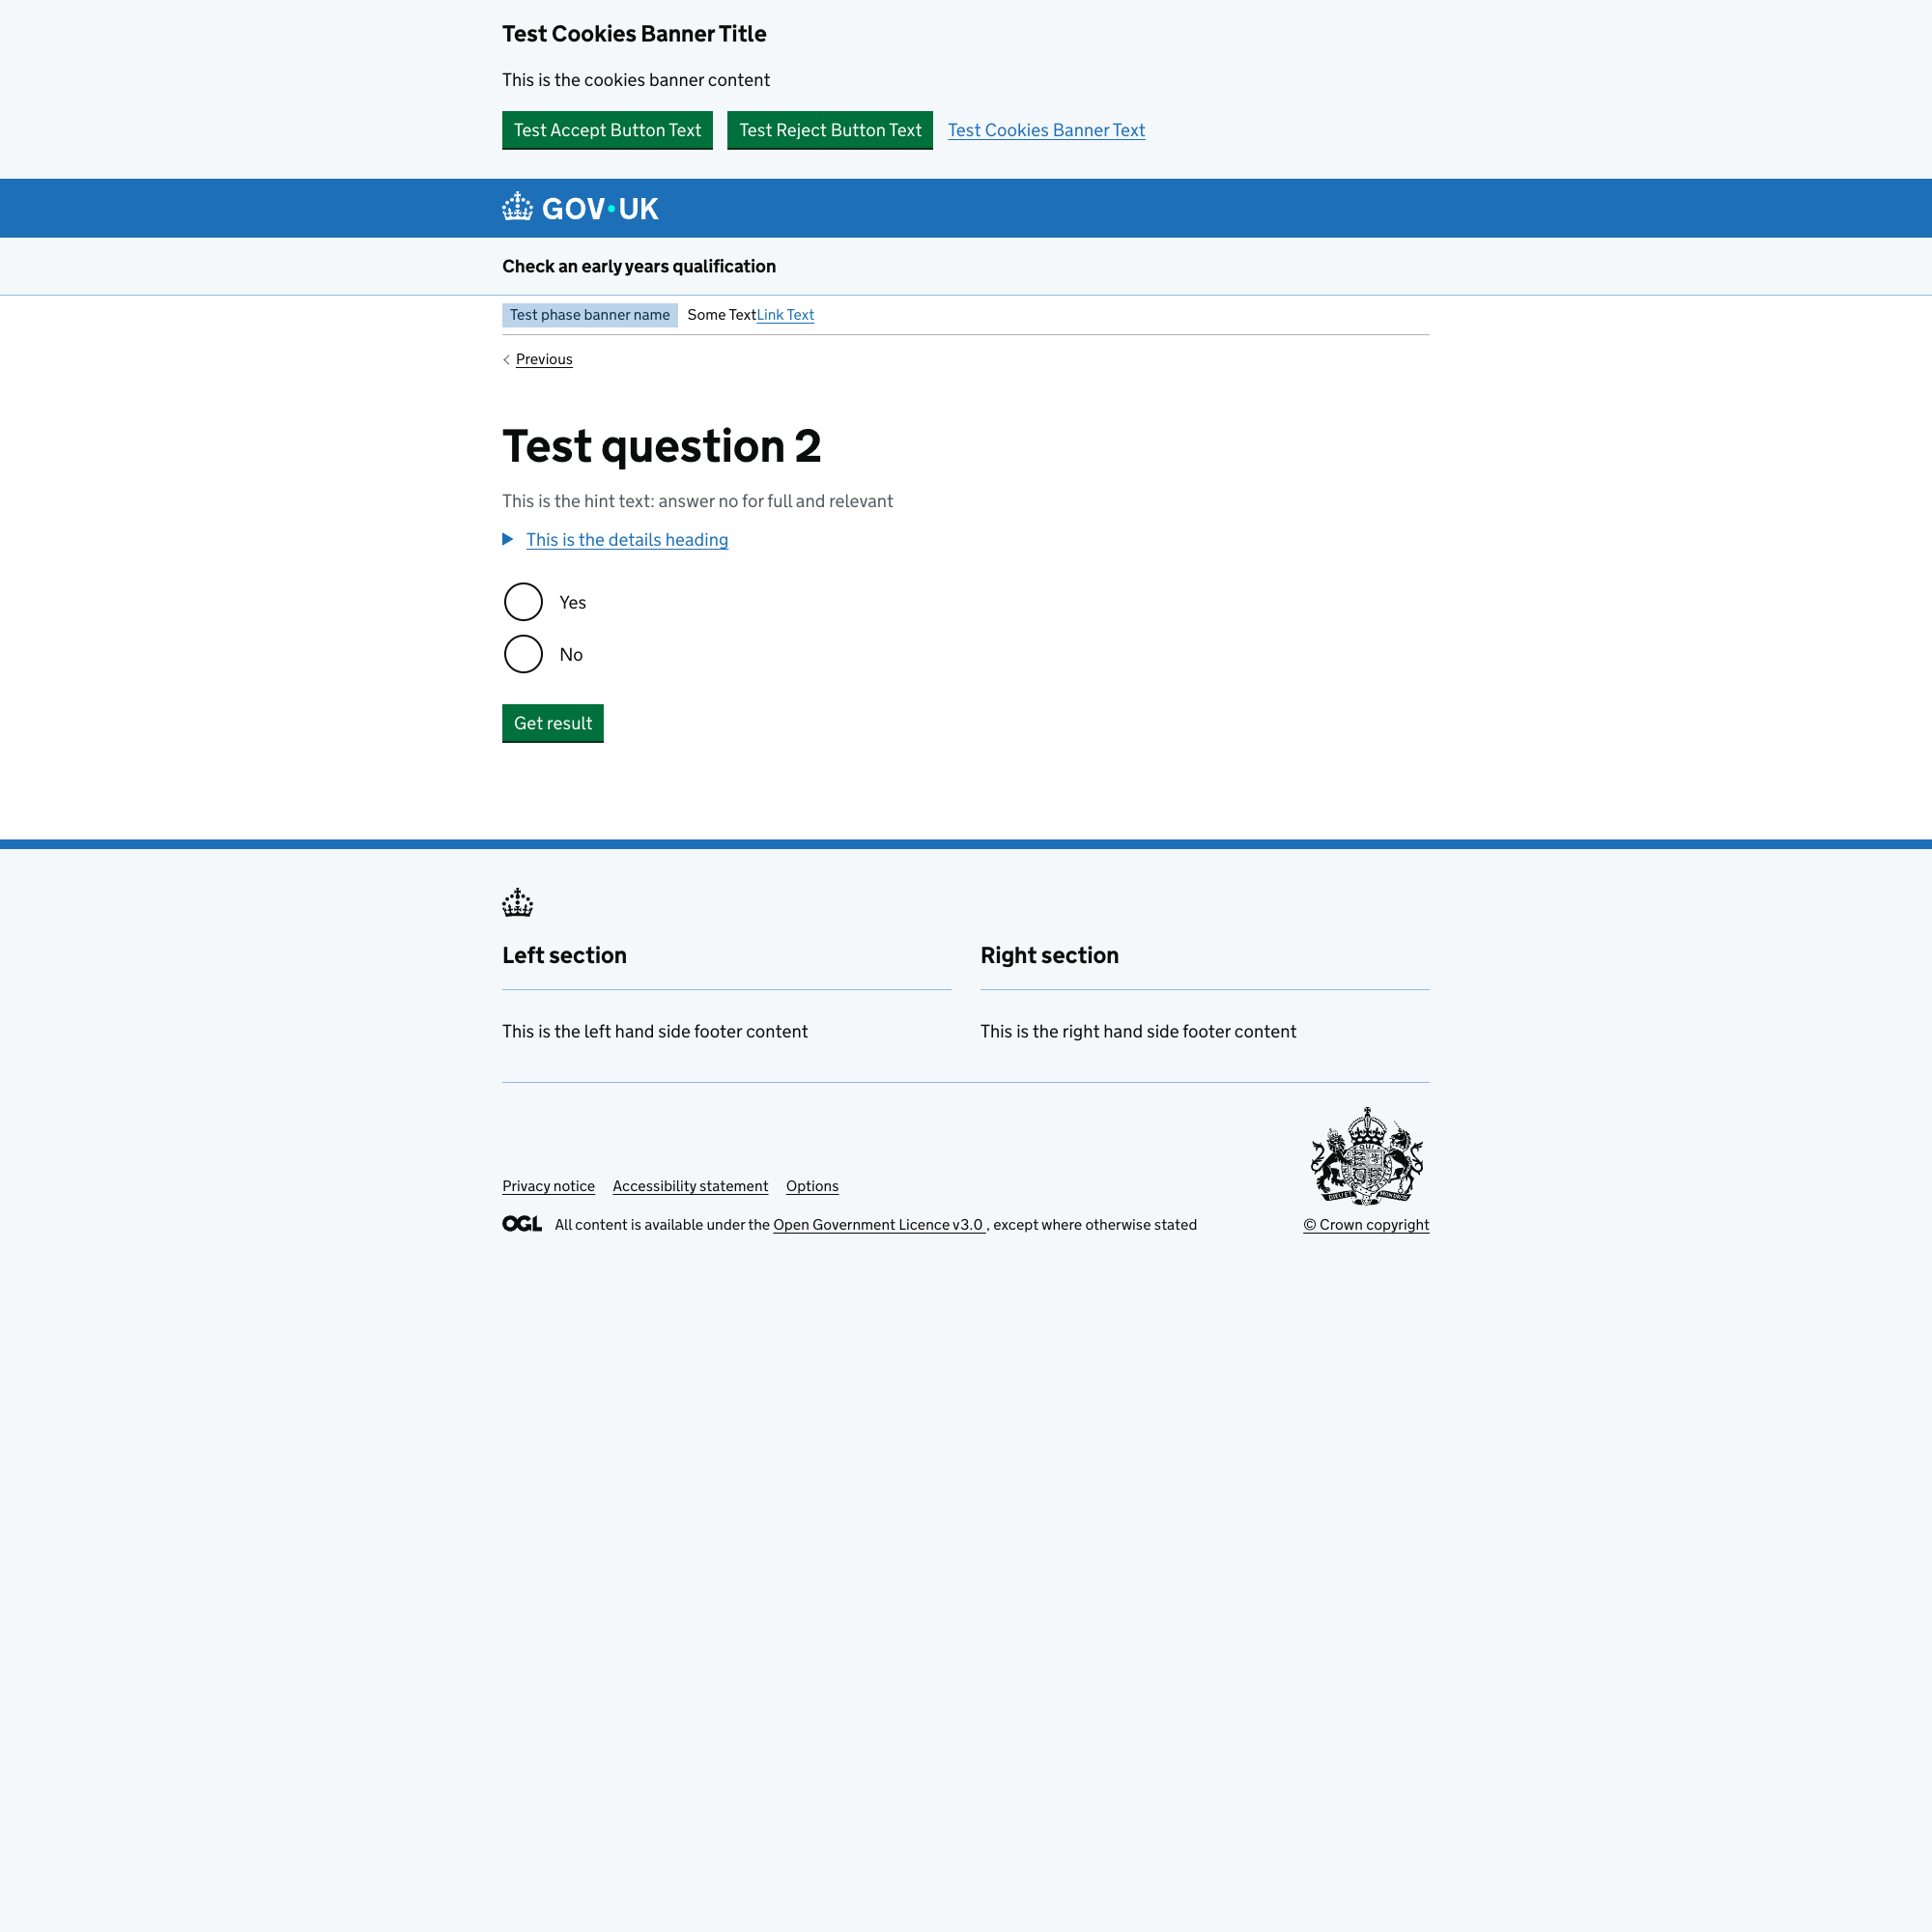 Test Cookies Banner Title
This is the cookies banner content
Test Accept Button Text Test Reject Button Text Test Cookies Banner Text
GOV·UK
Check an early years qualification
Test phase banner name Some TextLink Text
Previous
Test question 2
This is the hint text: answer no for full and relevant
This is the details heading
Yes
No
Get result
Left section
This is the left hand side footer content
Right section
This is the right hand side footer content
Privacy notice Accessibility statement Options
OGL All content is available under the Open Government Licence v3.0 , except where otherwise stated
© Crown copyright